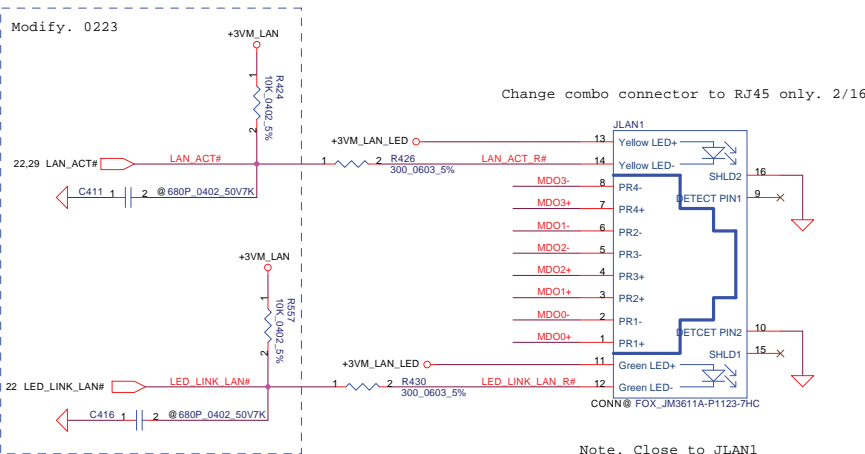 Modify. 0223
+3VM_LAN
1
R424
10K_0402_5%
2
Change combo connector to RJ45 only. 2/16
JLAN1
+3VM_LAN_LED
13
Yellow LED+
22,29 LAN_ACT#
LAN_ACT#
1
2
R426
300_0603_5%
LAN_ACT_R#
14
Yellow LED-
SHLD2
16
C411
1
2
@680P_0402_50V7K
MDO3-
8
PR4-
DETECT PIN1
9
MDO3+
7
PR4+
MDO1-
6
PR2-
MDO2-
5
PR3-
MDO2+
4
PR3+
MDO1+
3
PR2+
MDO0-
2
PR1-
MDO0+
1
PR1+
DETCET PIN2
10
SHLD1
15
+3VM_LAN
1
R557
10K_0402_5%
2
+3VM_LAN_LED
11
Green LED+
22 LED_LINK_LAN#
LED_LINK_LAN#
1
2
R430
300_0603_5%
LED_LINK_LAN_R#
12
Green LED-
CONN@ FOX_JM3611A-P1123-7HC
C416
1
2
@680P_0402_50V7K
Note. Close to JLAN1